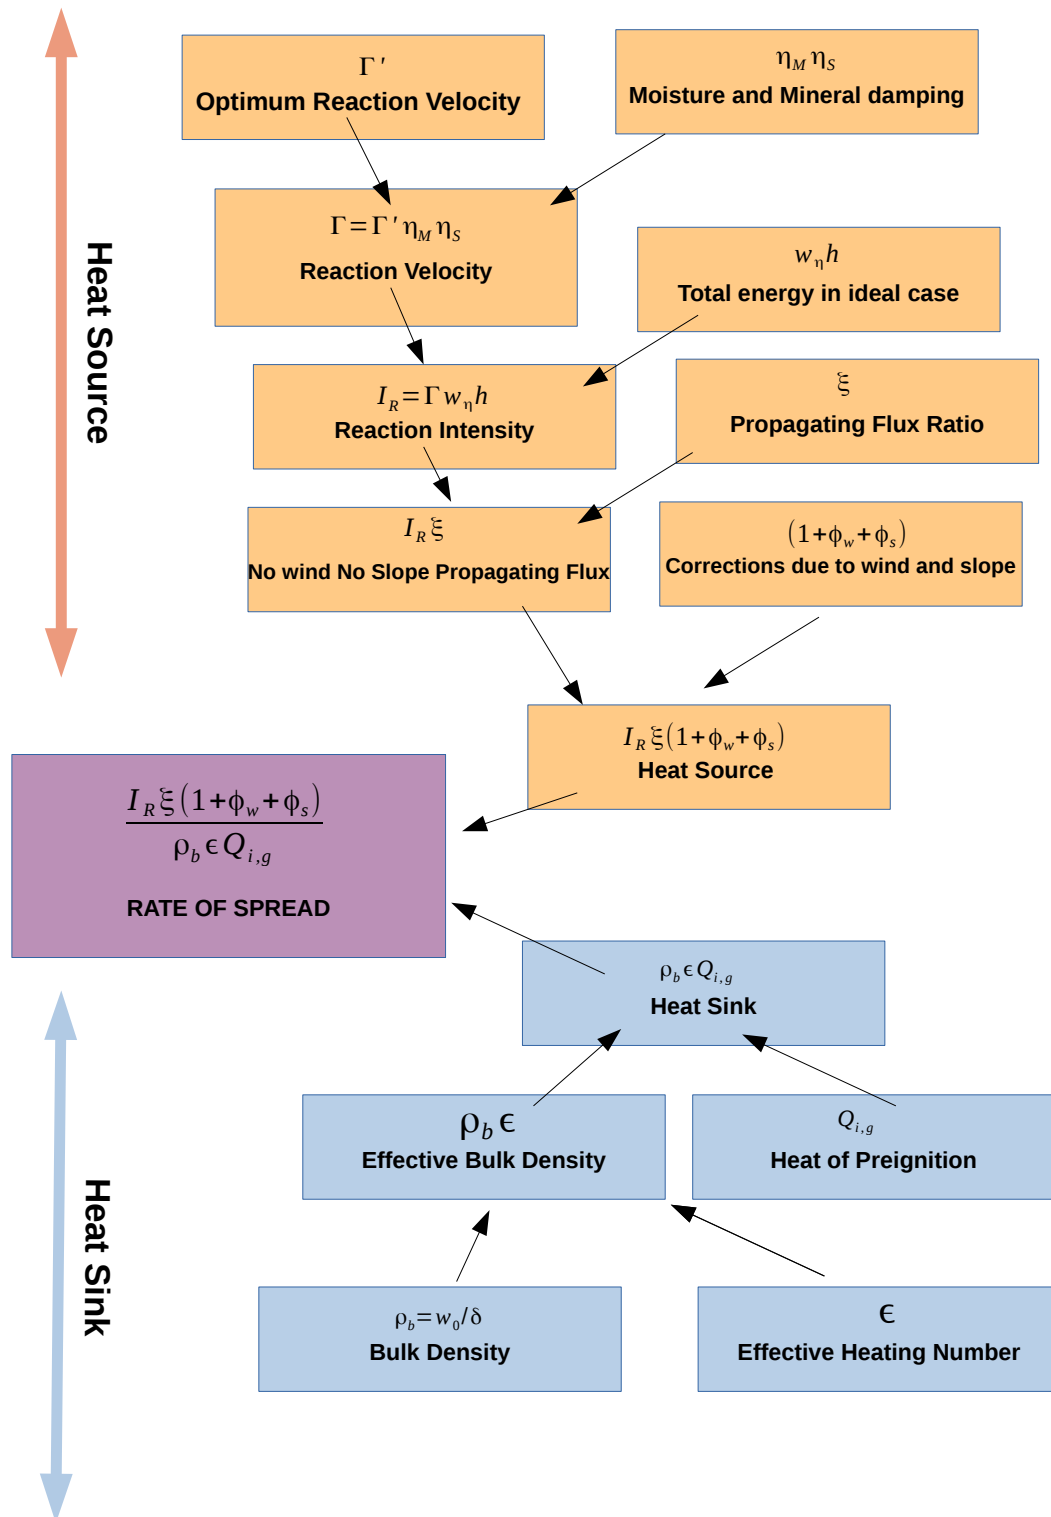 Γ′
Optimum Reaction Velocity
η_M η_S
Moisture and Mineral damping
Γ=Γ′ η_M η_S
Reaction Velocity
w_η h
Total energy in ideal case
Heat Source
I_R=Γ w_η h
Reaction Intensity
ξ
Propagating Flux Ratio
I_R ξ
No wind No Slope Propagating Flux
(1+ϕ_w+ϕ_s)
Corrections due to wind and slope
I_R ξ(1+ϕ_w+ϕ_s)
Heat Source
I_R ξ(1+ϕ_w+ϕ_s)
ρ_b ϵ Q_{i,g}
RATE OF SPREAD
ρ_b ϵ Q_{i,g}
Heat Sink
ρ_b ϵ
Effective Bulk Density
Q_{i,g}
Heat of Preignition
Heat Sink
ρ_b=w_0/δ
Bulk Density
ϵ
Effective Heating Number